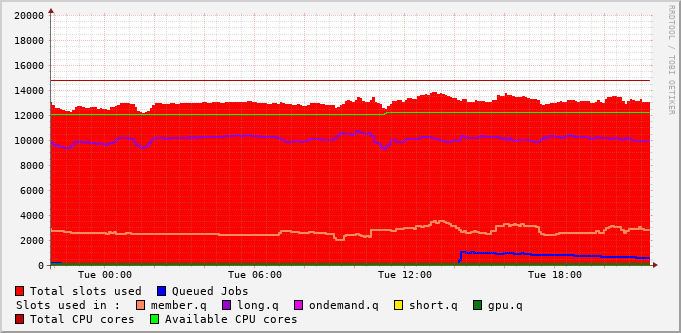 20000
18000
16000
14000
12000
10000
8000
6000
4000
2000
0
Tue 00:00 Tue 06:00 Tue 12:00 Tue 18:00
Total slots used Queued Jobs
Slots used in : member.q long.q ondemand.q short.q gpu.q
Total CPU cores Available CPU cores
RRDTOOL / TOBI OETIKER